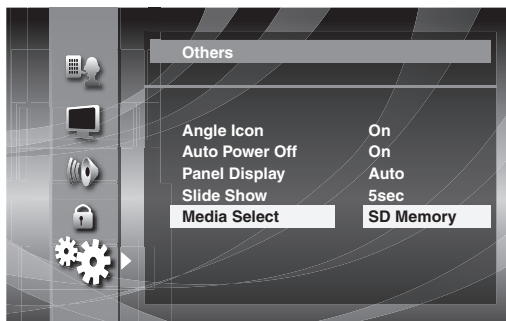 Others
Angle Icon On
Auto Power Off On
Panel Display Auto
Slide Show 5sec
Media Select SD Memory